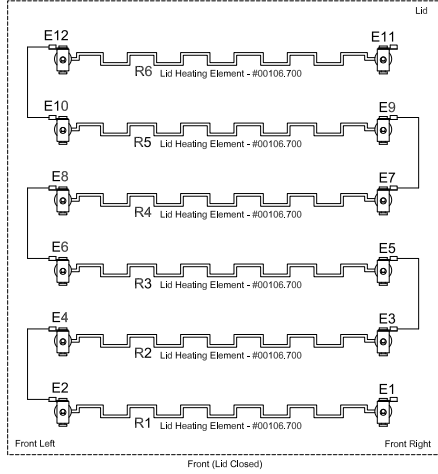 Lid
E12 E11
R6 Lid Heating Element - #00106.700
E10 E9
R5 Lid Heating Element - #00106.700
E8 E7
R4 Lid Heating Element - #00106.700
E6 E5
R3 Lid Heating Element - #00106.700
E4 E3
R2 Lid Heating Element - #00106.700
E2 E1
R1 Lid Heating Element - #00106.700
Front Left Front Right
Front (Lid Closed)